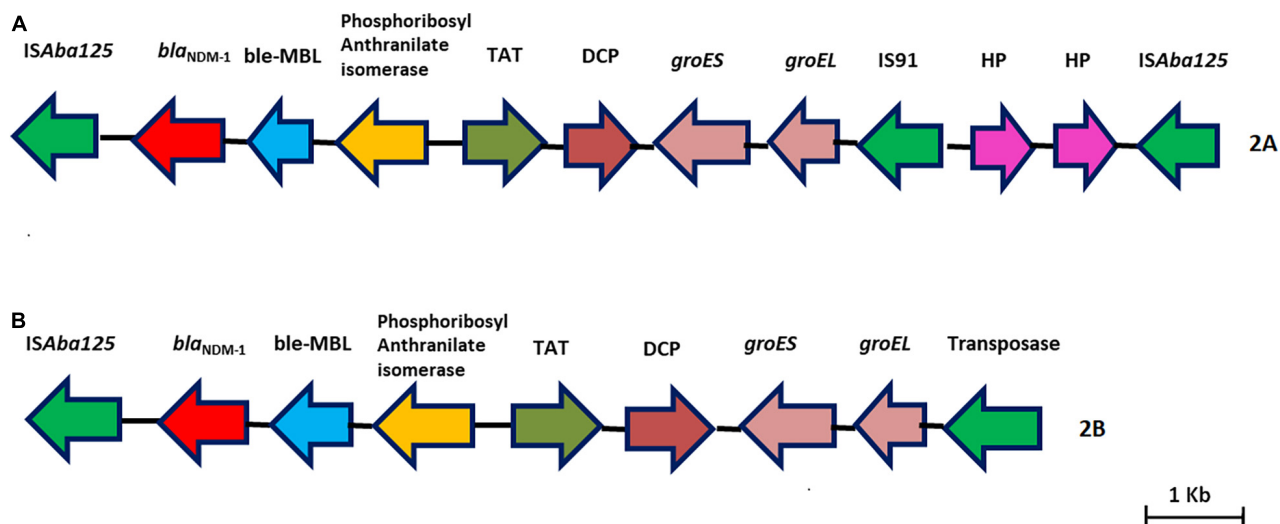 A
ISAba125 blaNDM-1 ble-MBL Phosphoribosyl Anthranilate isomerase TAT DCP groES groEL IS91 HP HP ISAba125
2A
B
ISAba125 blaNDM-1 ble-MBL Phosphoribosyl Anthranilate isomerase TAT DCP groES groEL Transposase
2B
1 Kb